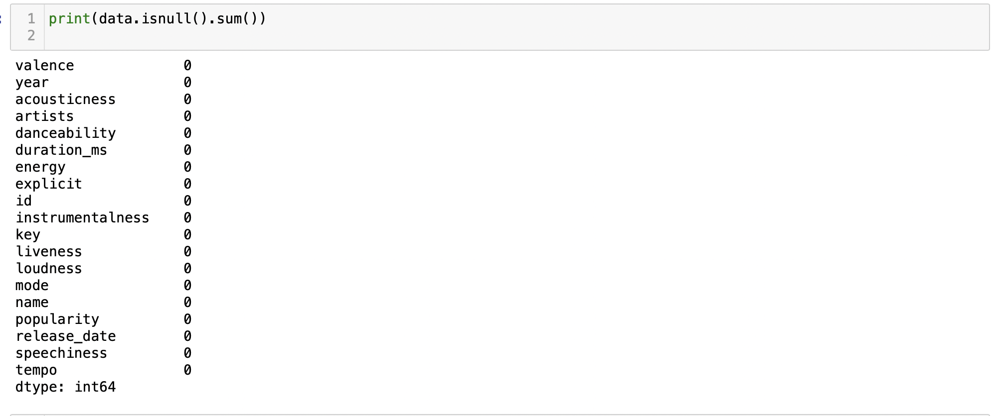 1 print(data.isnull().sum())
2
valence 0
year 0
acousticness 0
artists 0
danceability 0
duration_ms 0
energy 0
explicit 0
id 0
instrumentalness 0
key 0
liveness 0
loudness 0
mode 0
name 0
popularity 0
release_date 0
speechiness 0
tempo 0
dtype: int64